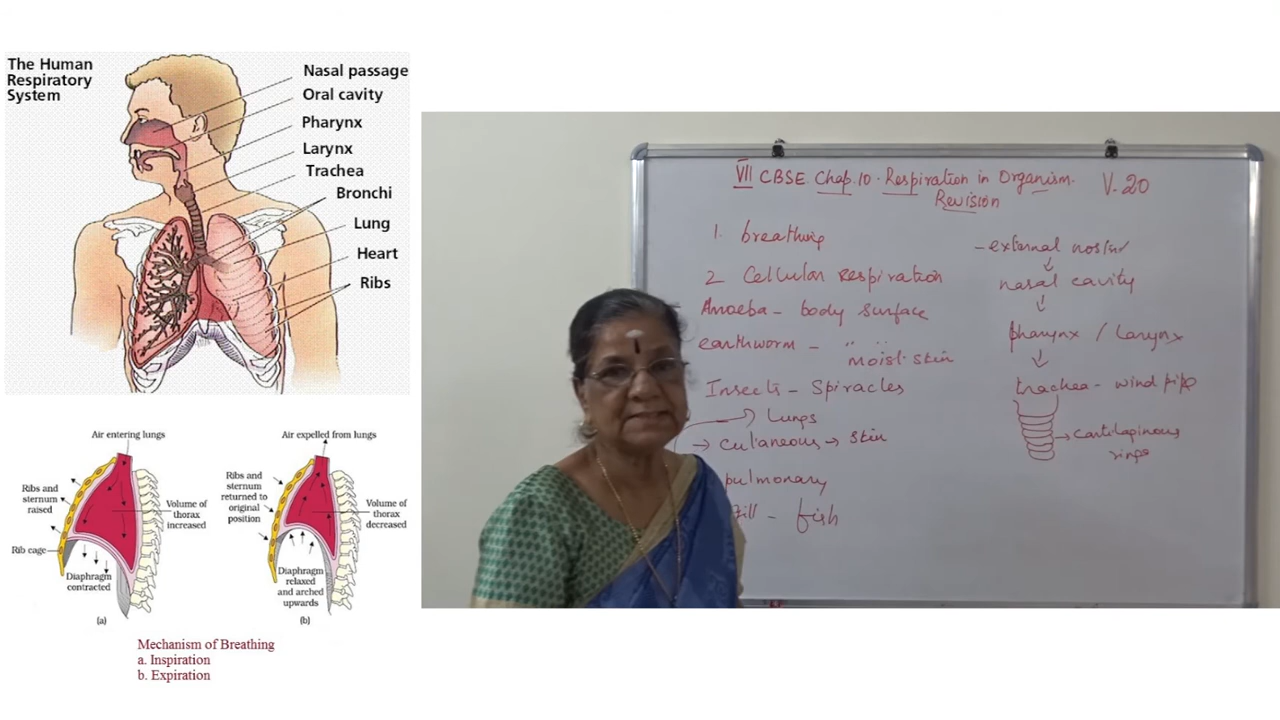 The Human
Respiratory
System
Nasal passage
Oral cavity
Pharynx
Larynx
Trachea
Bronchi
Lung
Heart
Ribs
Air entering lungs
Ribs and
sternum
raised
Volume of
thorax
increased
Rib cage
Diaphragm
contracted
(a)
Air expelled from lungs
Ribs and
sternum
returned to
original
position
Volume of
thorax
decreased
Diaphragm
relaxed
and arched
upwards
(b)
Mechanism of Breathing
a. Inspiration
b. Expiration
VII CBSE Chap.10. Respiration in Organism.
Revision
V. 20
1. breathing
2 Cellular respiration
Amoeba - body surface
earthworm - " "
moist skin
Insects - Spiracles
→ Lungs
→ cutaneous → skin
pulmonary
gill - fish
- external
nasal cavity
↓
pharynx / Larynx
↓
trachea - wind pipe
→ cartilaginous
rings